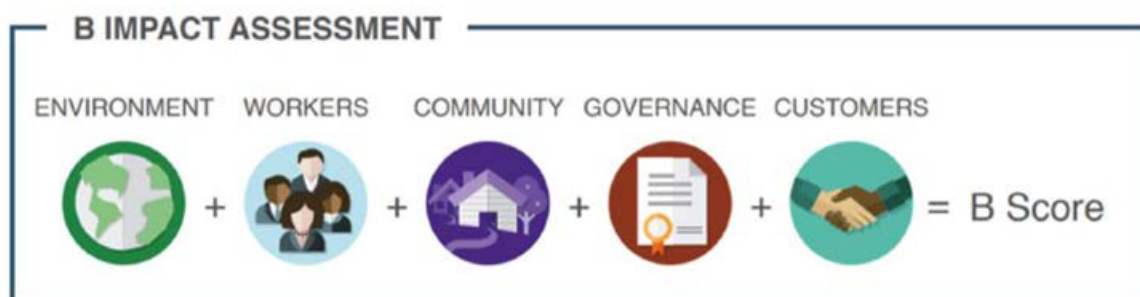 B IMPACT ASSESSMENT
ENVIRONMENT WORKERS COMMUNITY GOVERNANCE CUSTOMERS
+ + + + = B Score